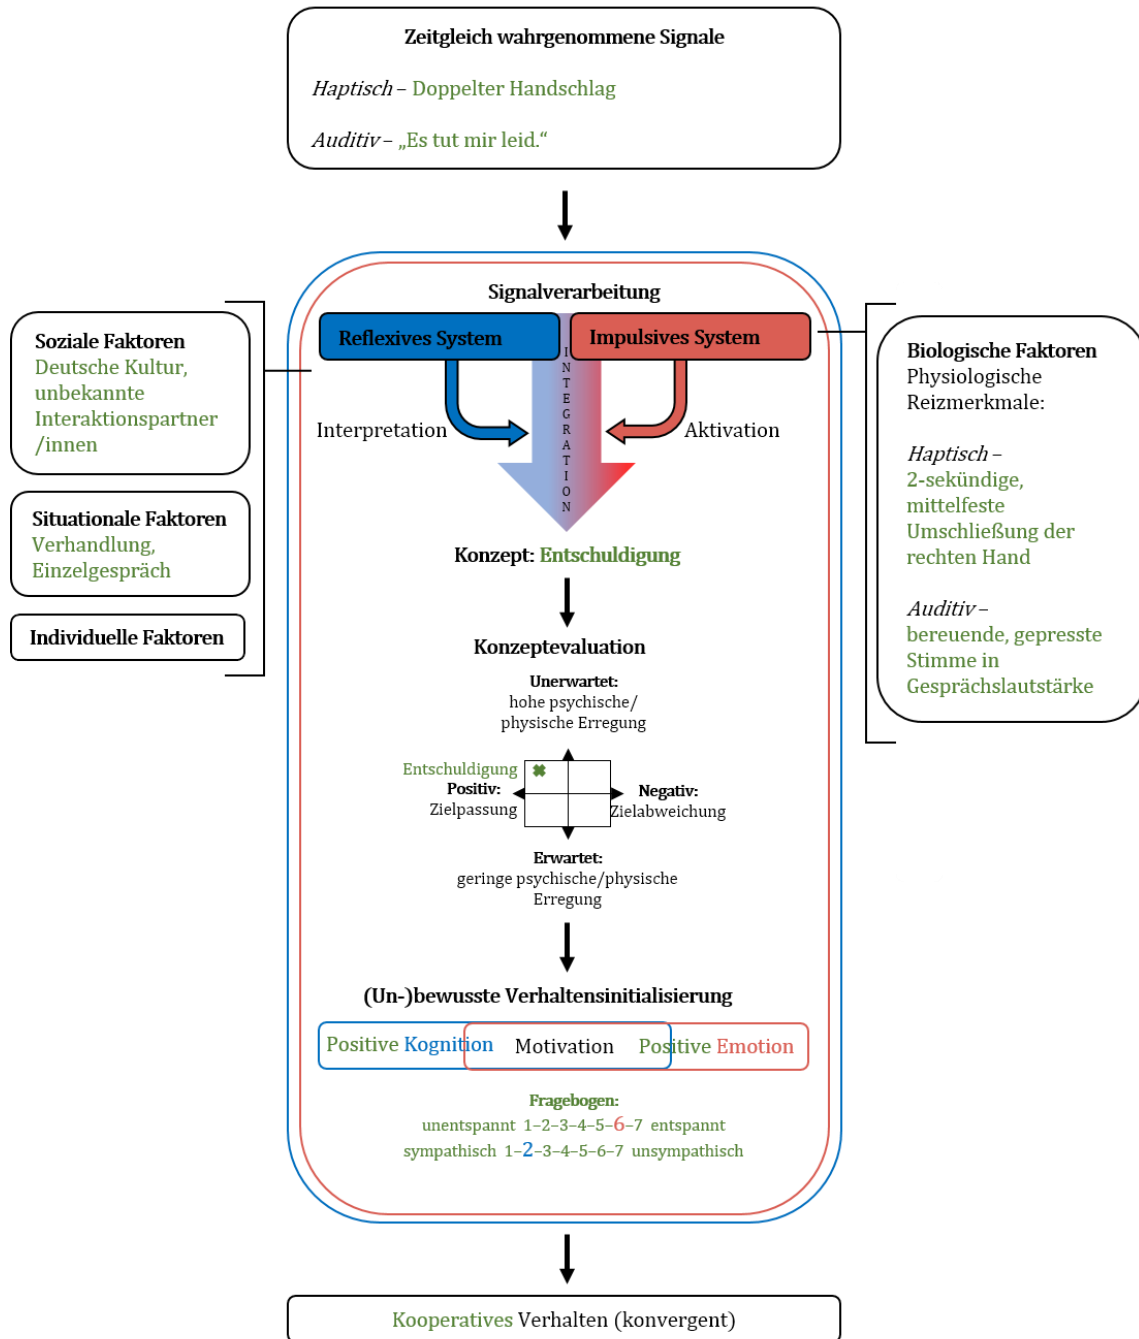 Zeitgleich wahrgenommene Signale
Haptisch – Doppelter Handschlag
Auditiv – „Es tut mir leid.“
Signalverarbeitung
Reflexives System
Impulsives System
INTEGRATION
Interpretation
Aktivation
Soziale Faktoren
Deutsche Kultur,
unbekannte
Interaktionspartner
/innen
Situationale Faktoren
Verhandlung,
Einzelgespräch
Individuelle Faktoren
Biologische Faktoren
Physiologische
Reizmerkmale:
Haptisch –
2-sekündige,
mittelfeste
Umschließung der
rechten Hand
Auditiv –
bereuende, gepresste
Stimme in
Gesprächslautstärke
Konzept: Entschuldigung
Konzeptevaluation
Unerwartet:
hohe psychische/
physische Erregung
Entschuldigung
Positiv:
Zielpassung
Negativ:
Zielabweichung
Erwartet:
geringe psychische/physische
Erregung
(Un-)bewusste Verhaltensinitialisierung
Positive Kognition
Motivation
Positive Emotion
Fragebogen:
unentspannt 1–2–3–4–5–6–7 entspannt
sympathisch 1–2–3–4–5–6–7 unsympathisch
Kooperatives Verhalten (konvergent)